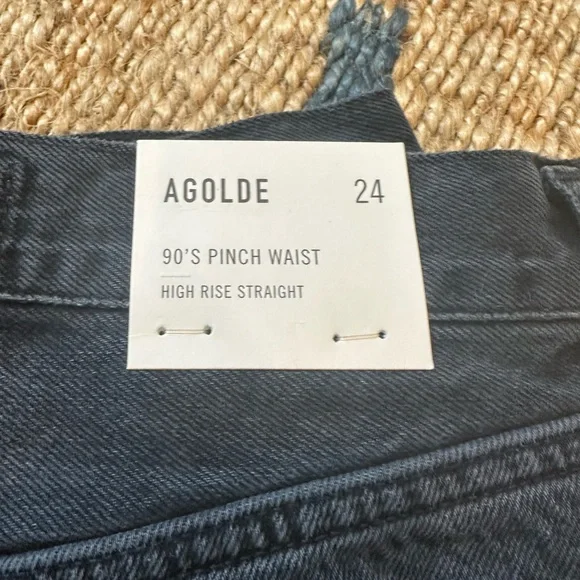 AGOLDE 24
90'S PINCH WAIST
HIGH RISE STRAIGHT